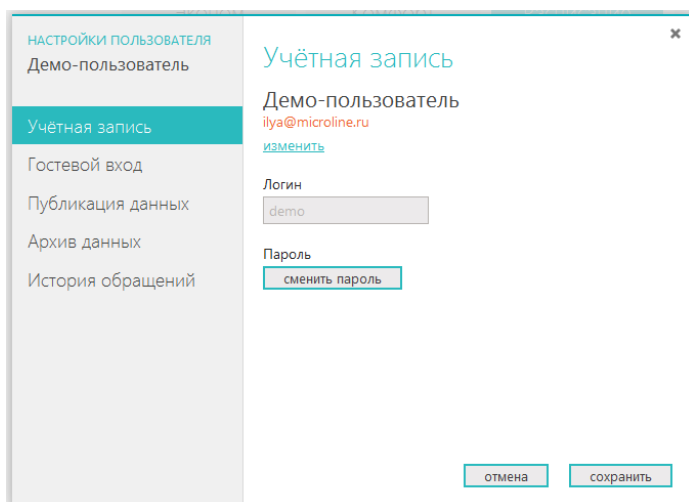 НАСТРОЙКИ ПОЛЬЗОВАТЕЛЯ
Демо-пользователь
Учётная запись
Гостевой вход
Публикация данных
Архив данных
История обращений
Учётная запись
Демо-пользователь
ilya@microline.ru
изменить
Логин
demo
Пароль
сменить пароль
отмена
сохранить